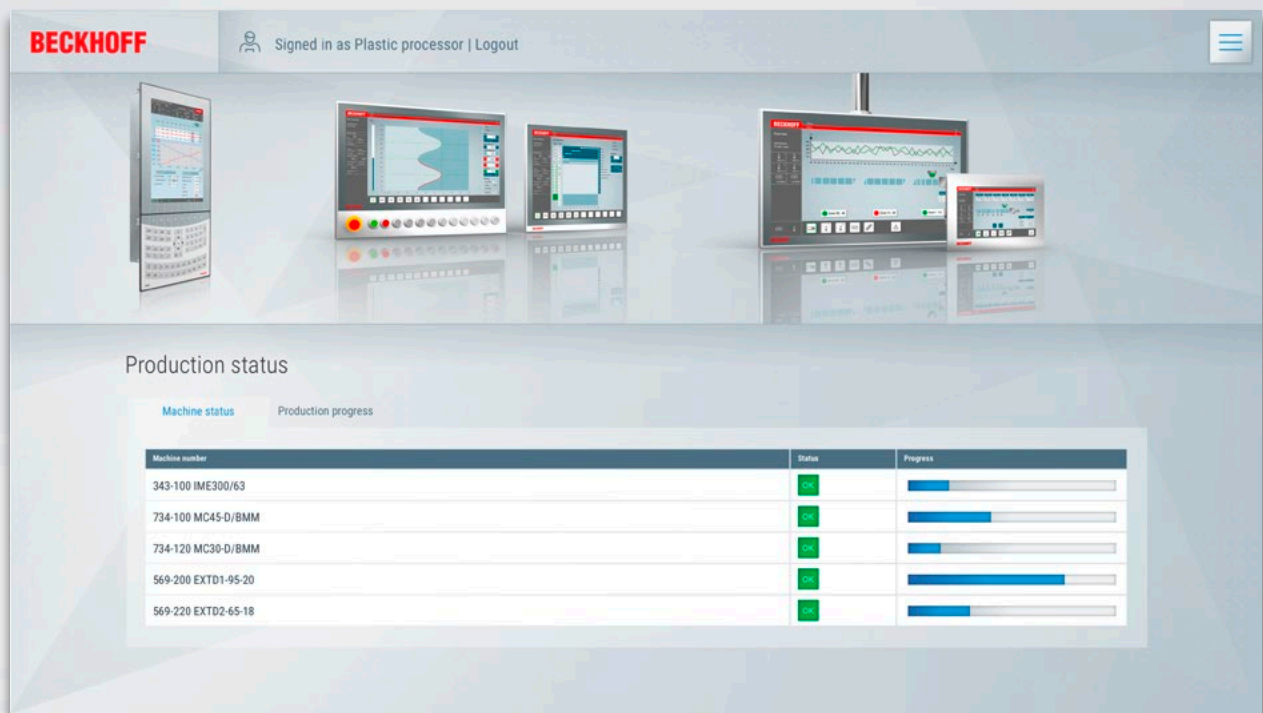 BECKHOFF
Signed in as Plastic processor | Logout
Production status
Machine status Production progress
Machine number Status Progress
343-100 IME300/63 OK
734-100 MC45-D/BMM OK
734-120 MC30-D/BMM OK
569-200 EXTD1-95-20 OK
569-220 EXTD2-65-18 OK